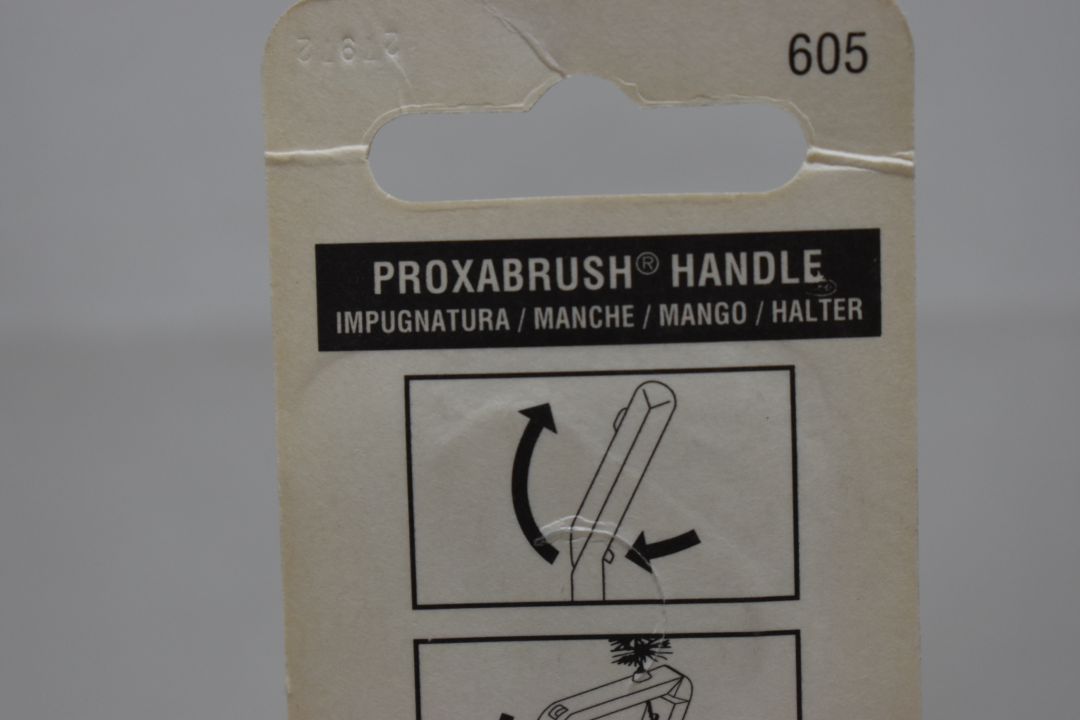 605
PROXABRUSH® HANDLE
IMPUGNATURA / MANCHE / MANGO / HALTER